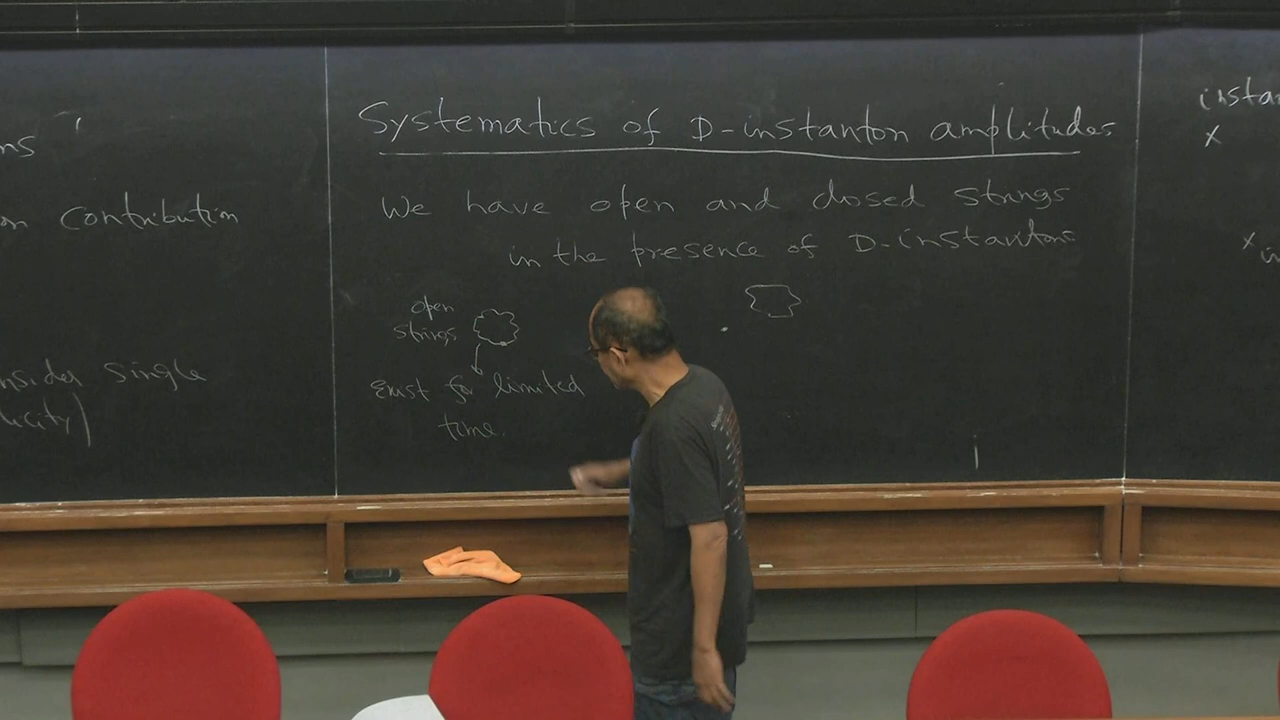 contribution
single
Systematics of D-instanton amplitudes
We have open and closed strings
in the presence of D-instantons
open
strings
Exist for limited
time.
x
x